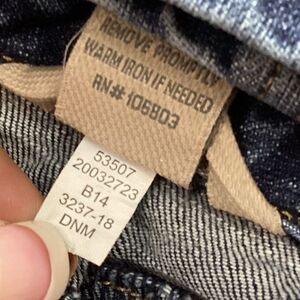 REMOVE PROMPTLY
WARM IRON IF NEEDED
RN# 106803
53507
20032723
B14
3237-18
DNM